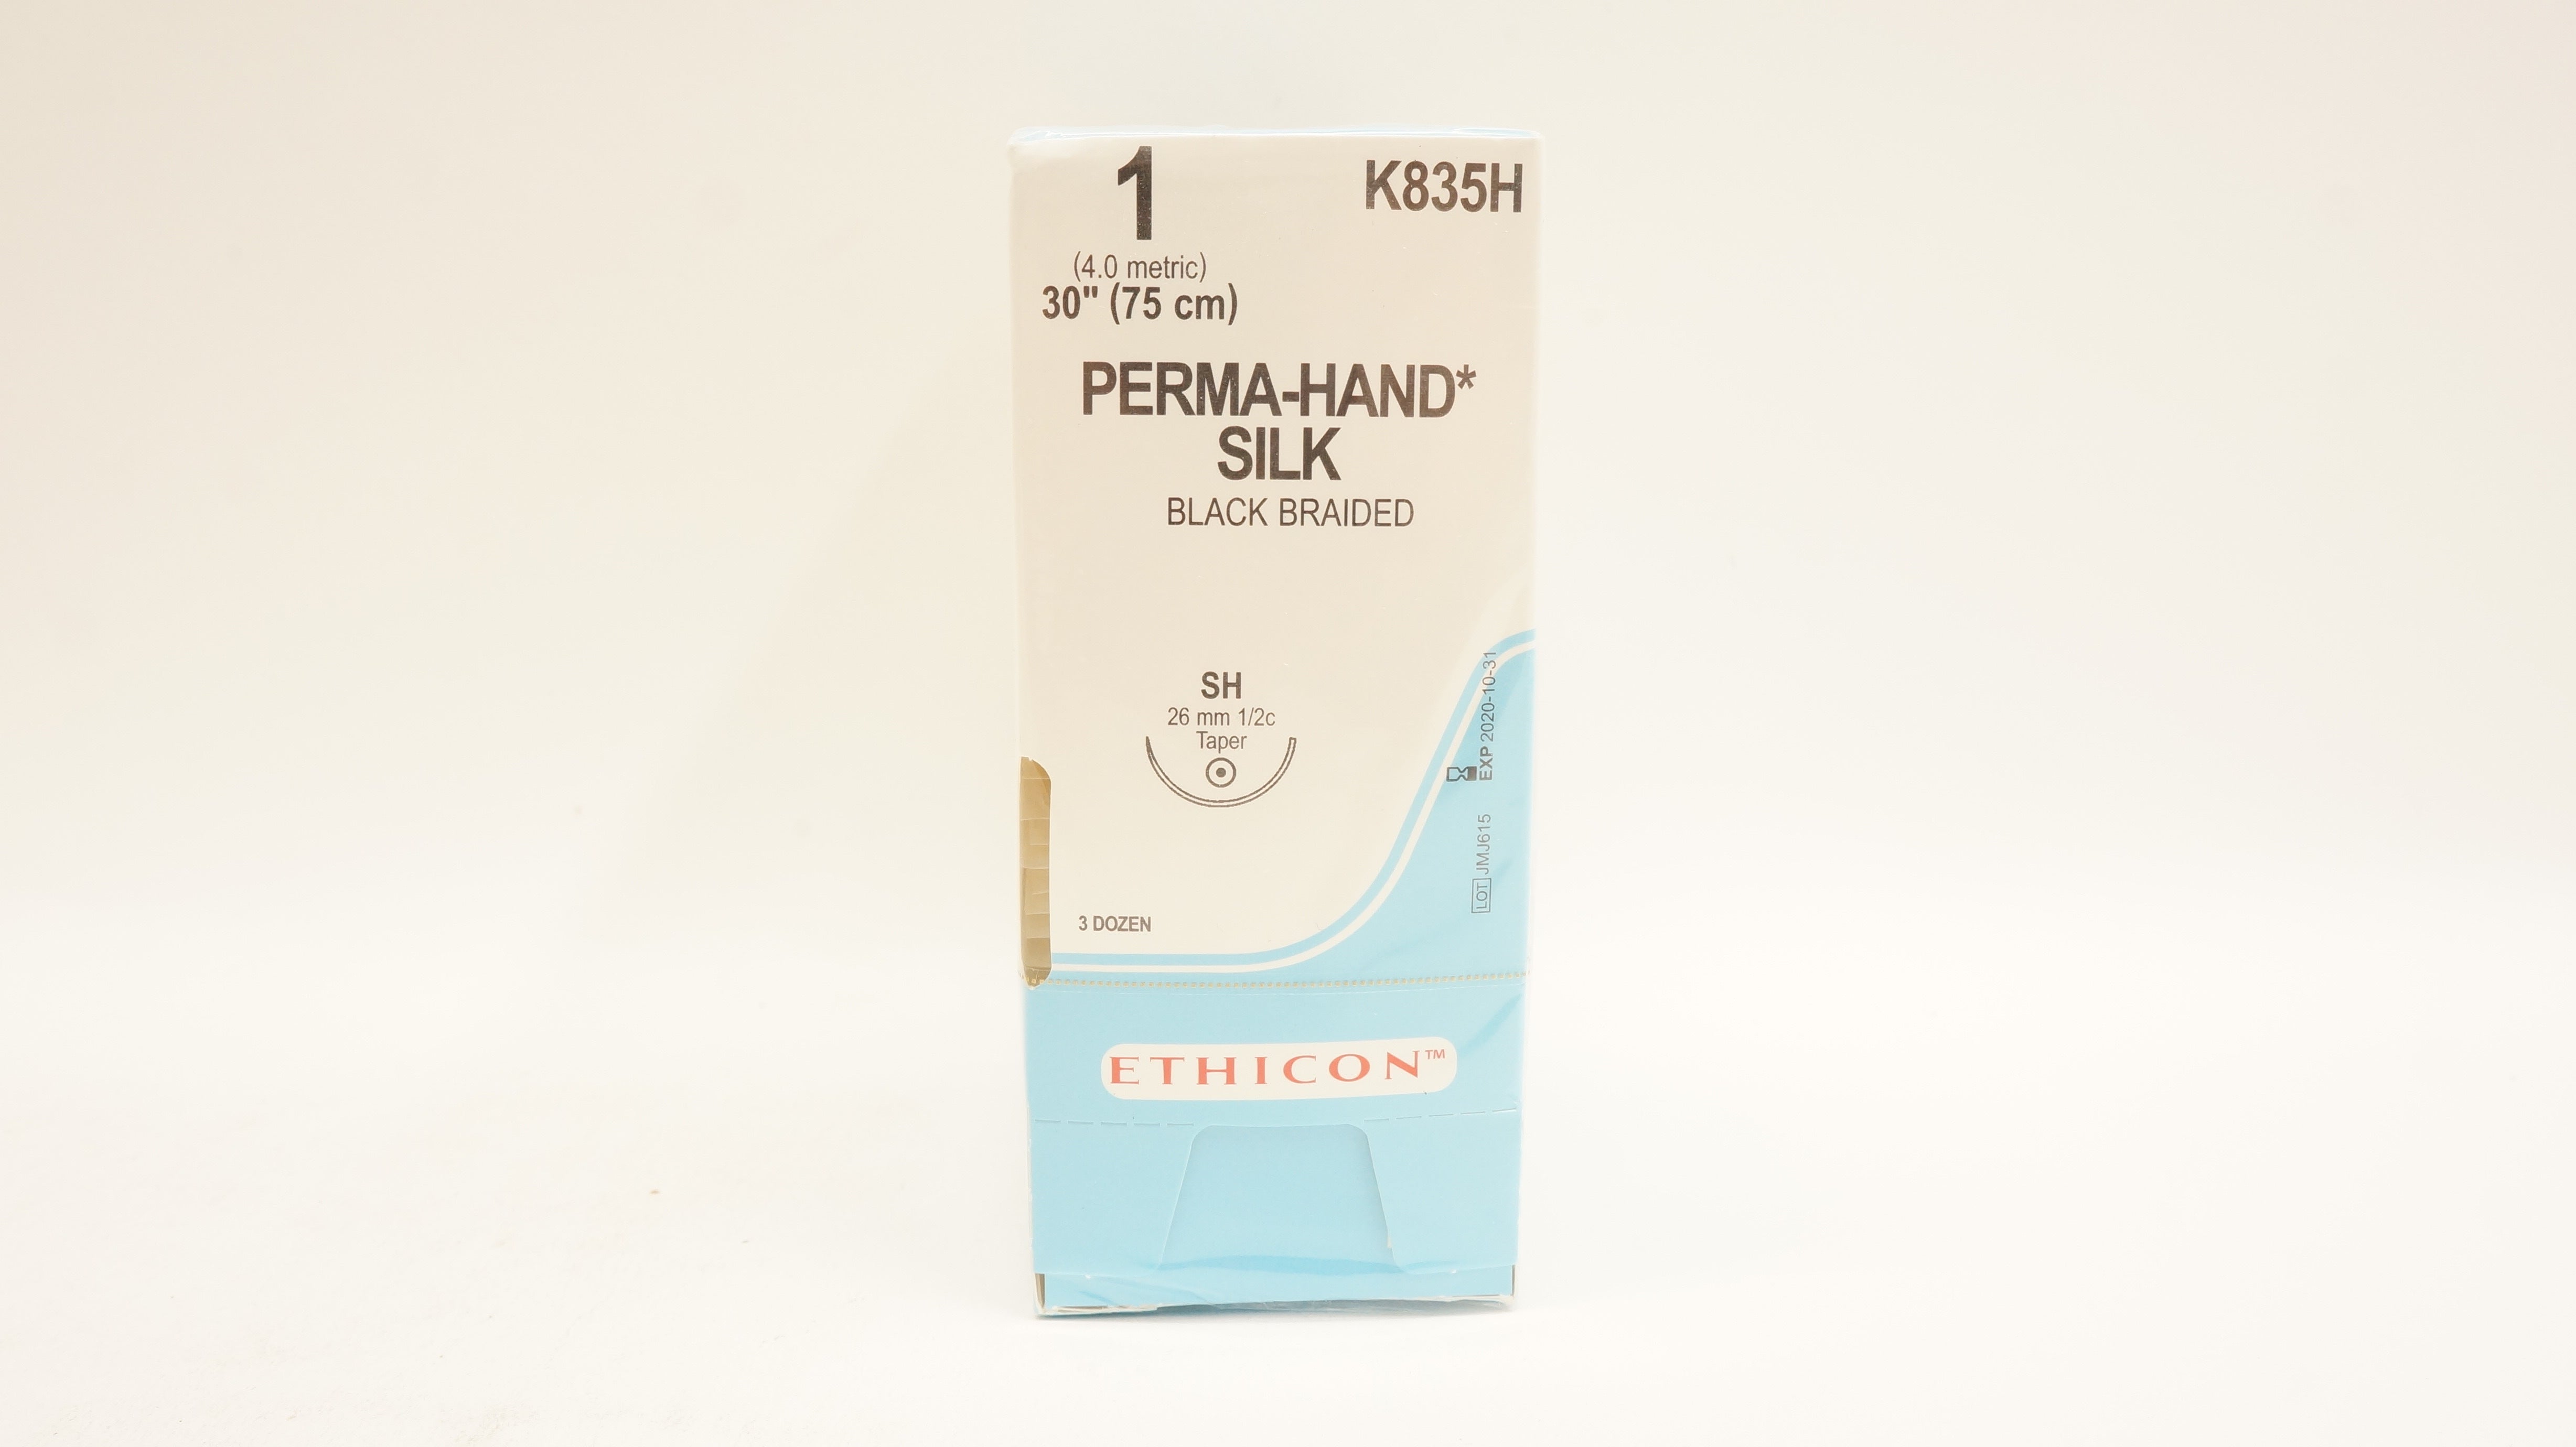 1
K835H
(4.0 metric)
30" (75 cm)
PERMA-HAND*
SILK
BLACK BRAIDED
SH
26 mm 1/2c
Taper
EXP 2020-10-31
LOT JMJ615
3 DOZEN
ETHICON™